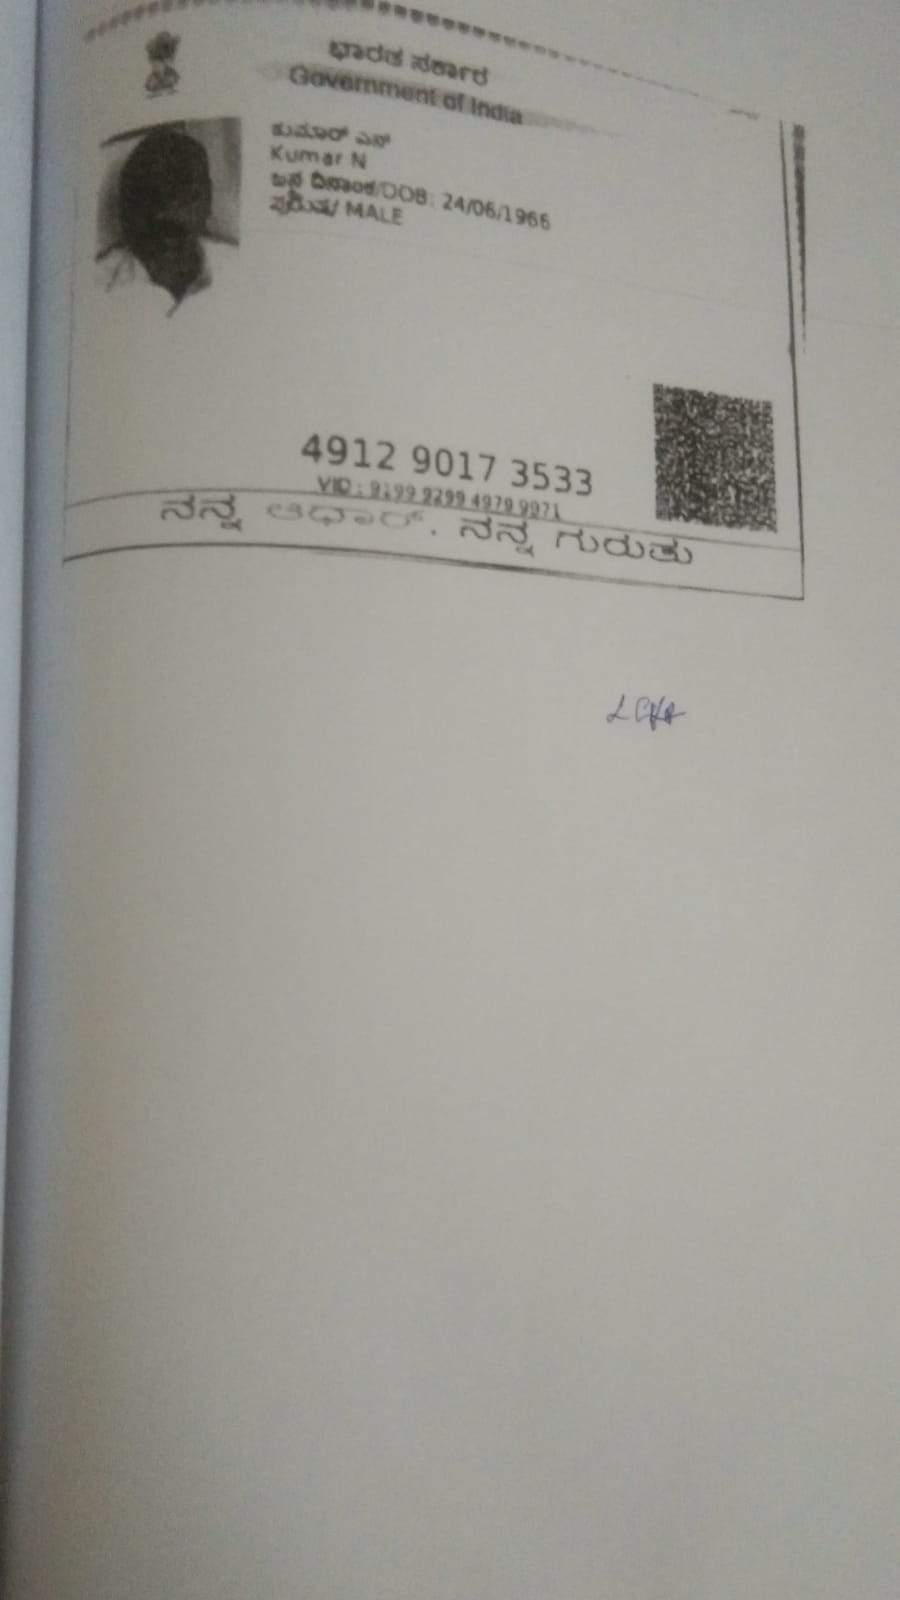 ಭಾರತ ಸರ್ಕಾರ
Government of India
ಕುಮಾರ್ ಎನ್
Kumar N
ಜನ್ಮ ದಿನಾಂಕ/DOB: 24/06/1966
ಪುರುಷ/ MALE
4912 9017 3533
VID : 9199 9299 4979 9971
ನನ್ನ ಆಧಾರ್, ನನ್ನ ಗುರುತು